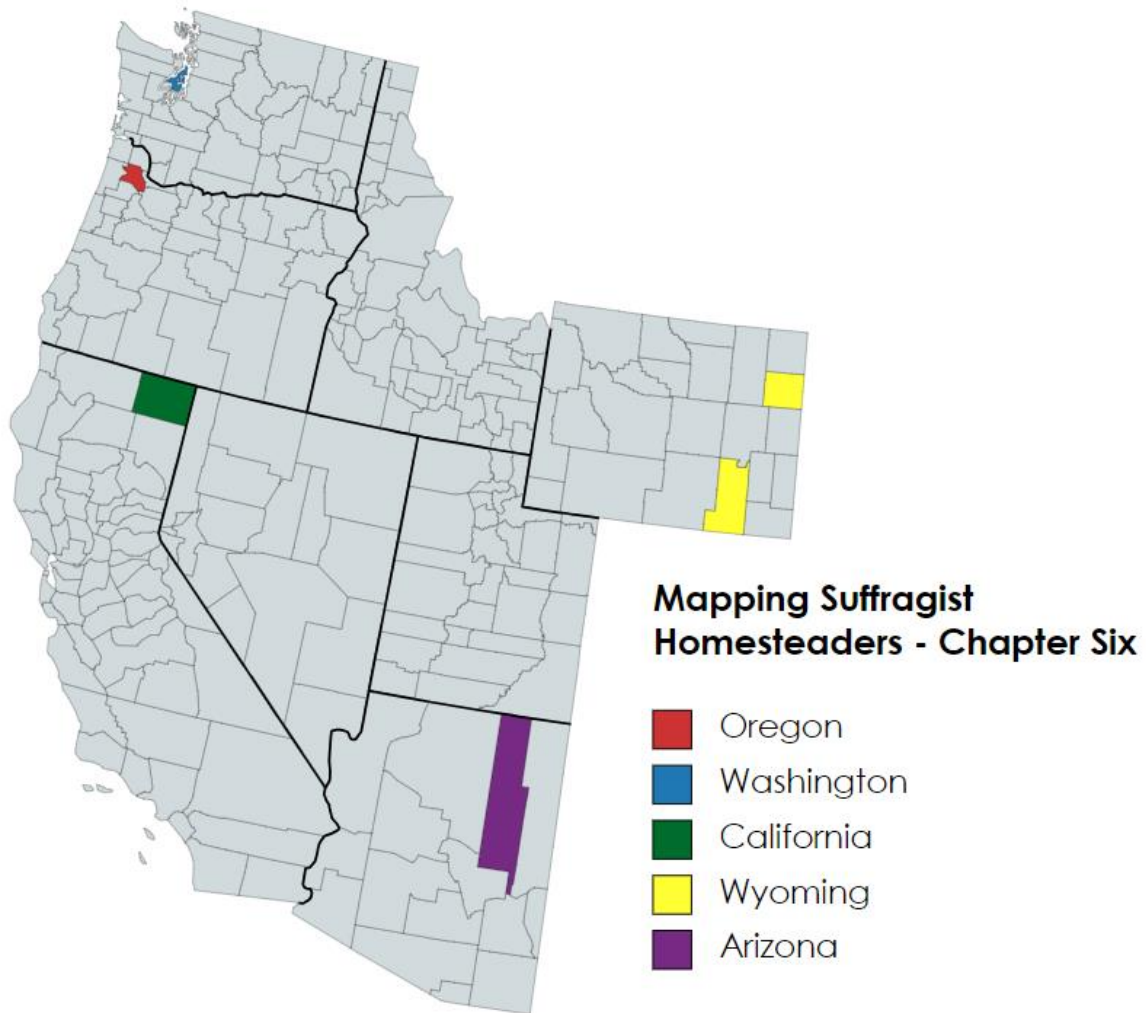 Mapping Suffragist
Homesteaders - Chapter Six
Oregon
Washington
California
Wyoming
Arizona